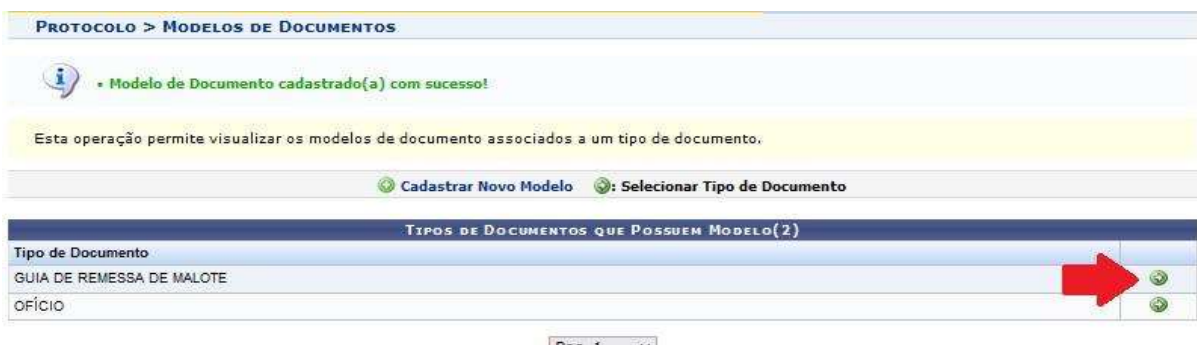 PROTOCOLO > MODELOS DE DOCUMENTOS
• Modelo de Documento cadastrado(a) com sucesso!
Esta operação permite visualizar os modelos de documento associados a um tipo de documento.
Cadastrar Novo Modelo : Selecionar Tipo de Documento
TIPOS DE DOCUMENTOS QUE POSSUEM MODELO(2)
Tipo de Documento
GUIA DE REMESSA DE MALOTE
OFÍCIO